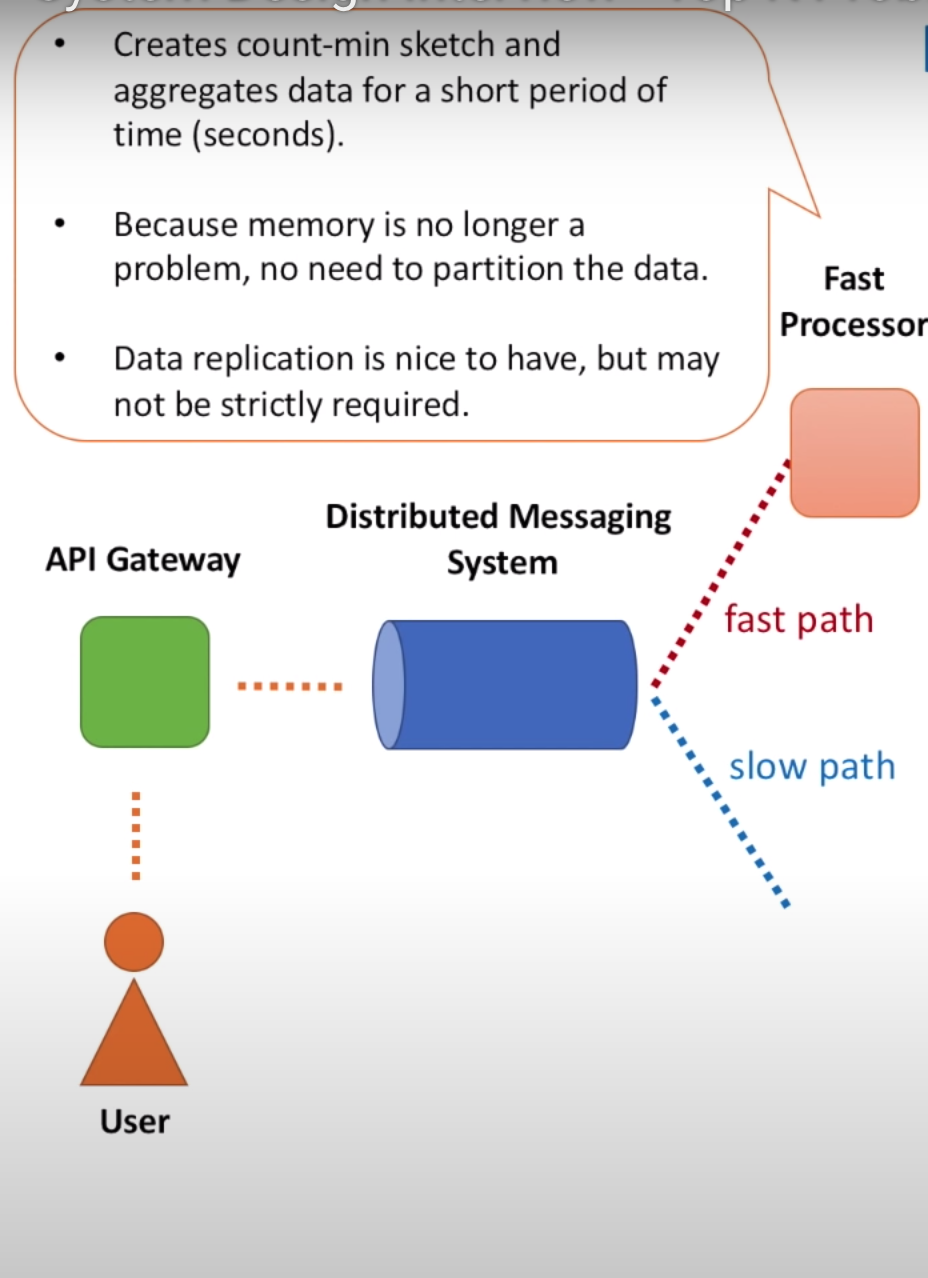 • Creates count-min sketch and
aggregates data for a short period of
time (seconds).
• Because memory is no longer a
problem, no need to partition the data.
• Data replication is nice to have, but may
not be strictly required.
Fast
Processor
Distributed Messaging
System
API Gateway
fast path
slow path
User